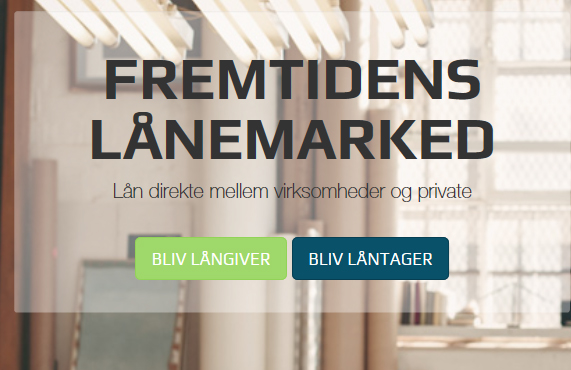 FREMTIDENS
LÅNEMARKED
Lån direkte mellem virksomheder og private
BLIV LÅNGIVER
BLIV LÅNTAGER